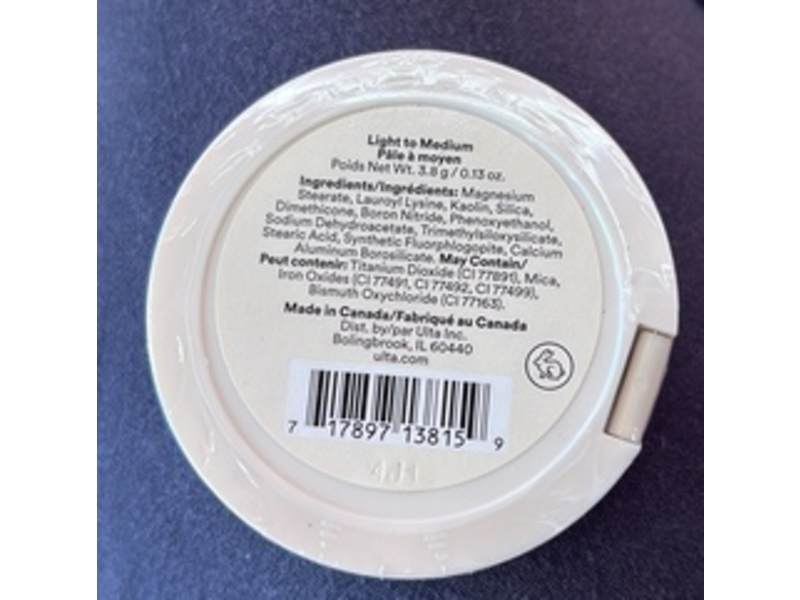 Light to Medium
Pâle à moyen
Poids Net Wt. 3.8 g / 0.13 oz.
Ingredients/Ingrédients: Magnesium
Stearate, Lauroyl Lysine, Kaolin, Silica,
Dimethicone, Boron Nitride, Phenoxyethanol,
Sodium Dehydroacetate, Trimethylsiloxysilicate,
Stearic Acid, Synthetic Fluorphlogopite, Calcium
Aluminum Borosilicate. May Contain/
Peut contenir: Titanium Dioxide (CI 77891), Mica,
Iron Oxides (CI 77491, CI 77492, CI 77499),
Bismuth Oxychloride (CI 77163).
Made in Canada/Fabriqué au Canada
Dist. by/par Ulta Inc.
Bolingbrook, IL 60440
ulta.com
7 17897 13815 9